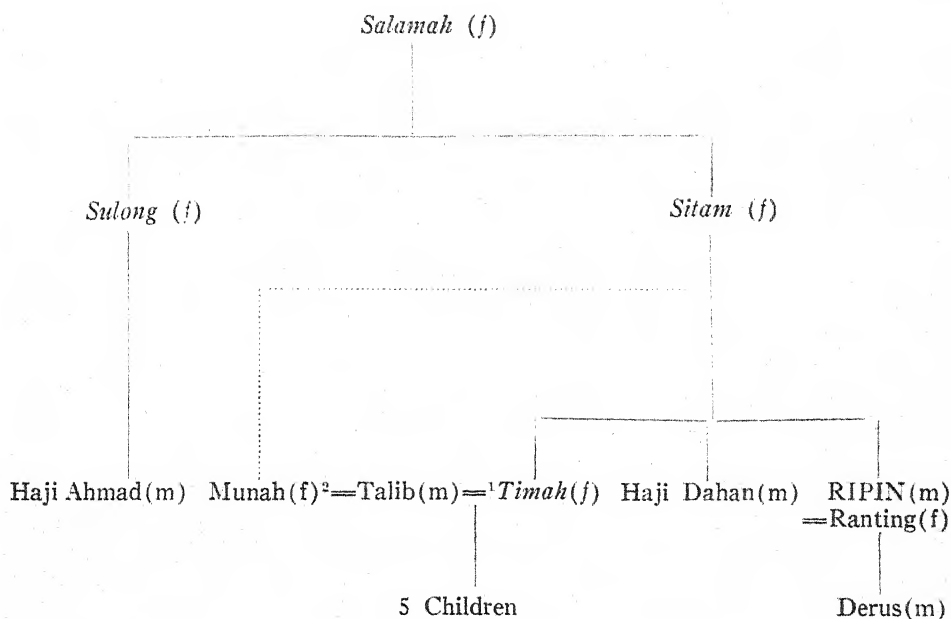 Salamah (f)
Sulong (f) Sitam (f)
Haji Ahmad(m) Munah(f)²=Talib(m)=¹Timah(f) Haji Dahan(m) RIPIN(m)
=Ranting(f)
5 Children Derus(m)